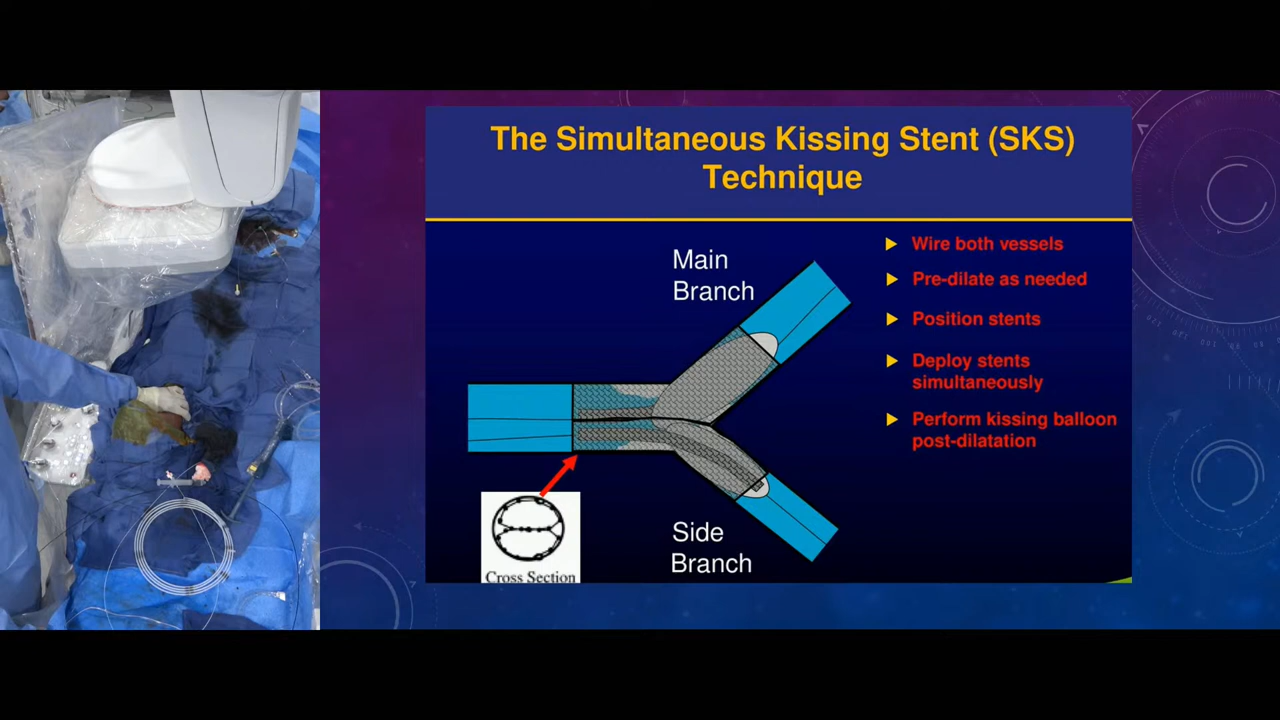 The Simultaneous Kissing Stent (SKS)
Technique
Main
Branch
Wire both vessels
Pre-dilate as needed
Position stents
Deploy stents
simultaneously
Perform kissing balloon
post-dilatation
Side
Branch
Cross Section